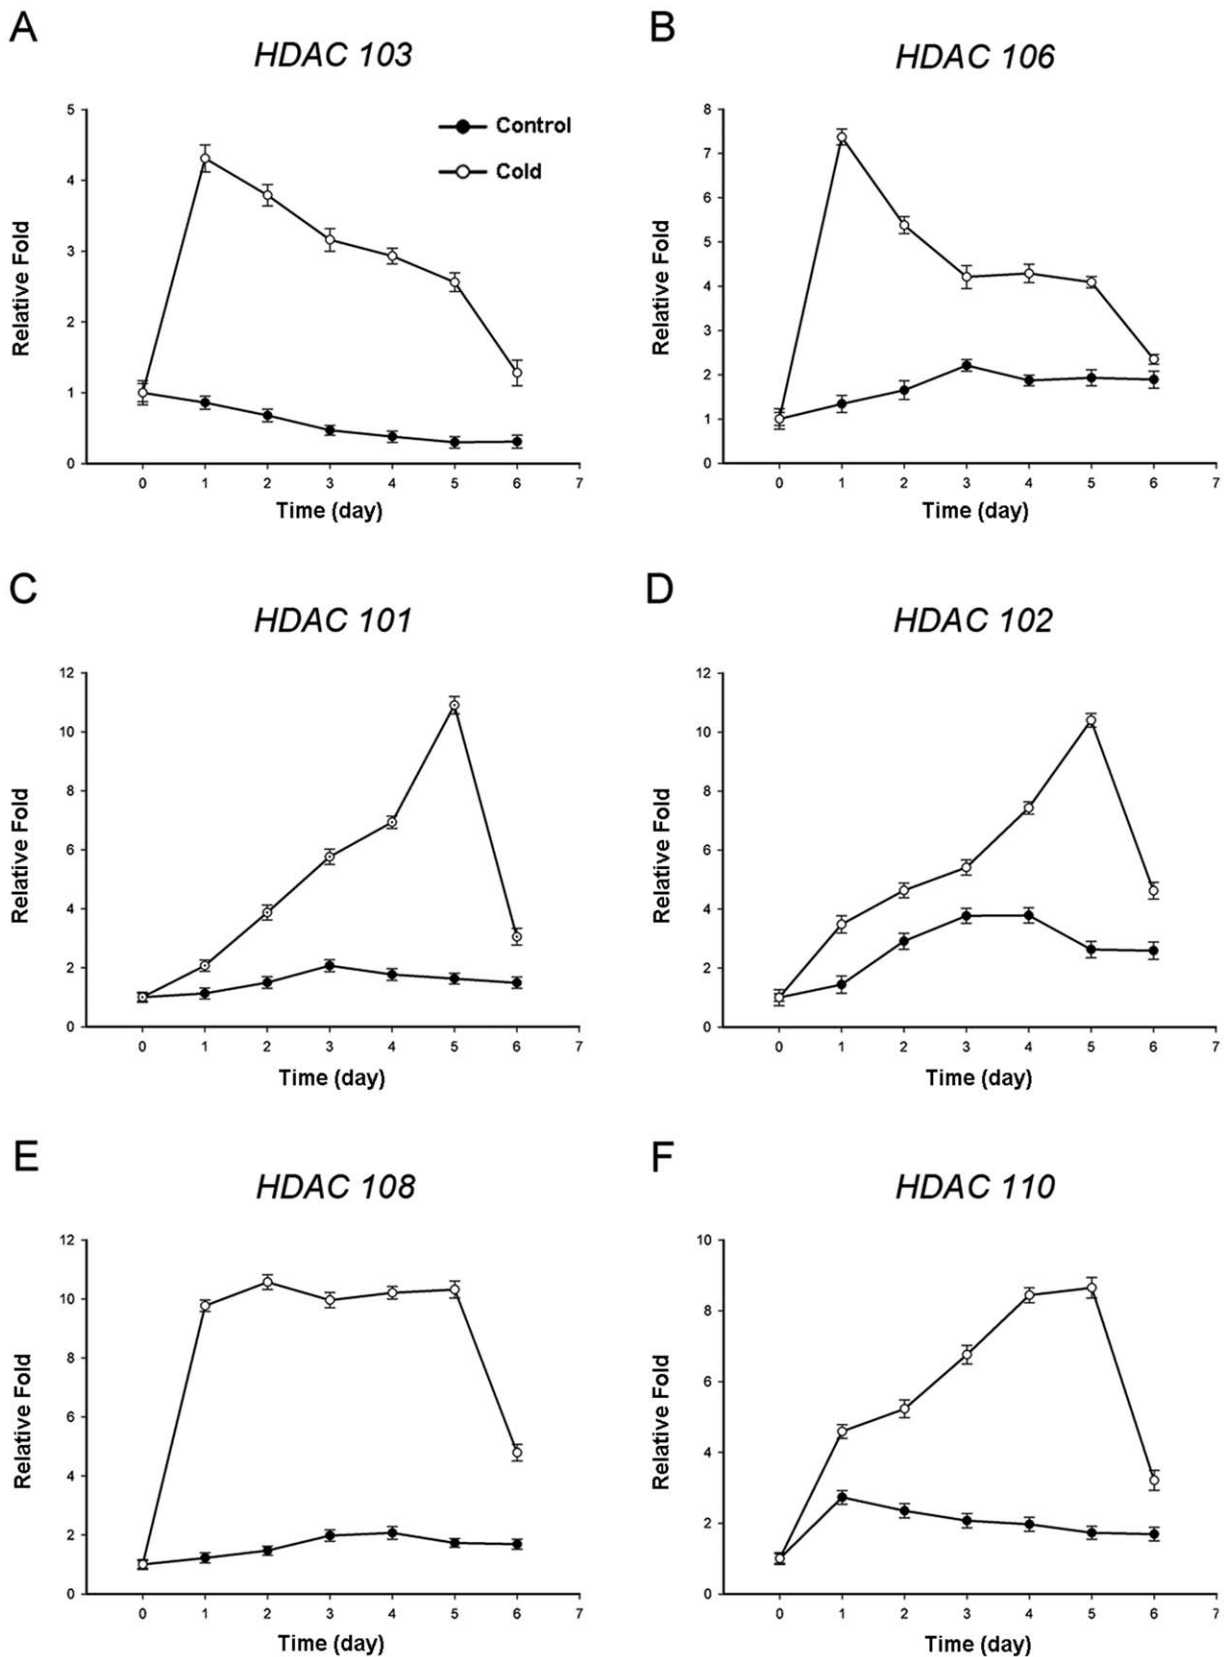 A
HDAC 103
5
4
3
2
1
0
Relative Fold
Control
Cold
0 1 2 3 4 5 6 7
Time (day)
B
HDAC 106
8
7
6
5
4
3
2
1
0
Relative Fold
0 1 2 3 4 5 6 7
Time (day)
C
HDAC 101
12
10
8
6
4
2
0
Relative Fold
0 1 2 3 4 5 6 7
Time (day)
D
HDAC 102
12
10
8
6
4
2
0
Relative Fold
0 1 2 3 4 5 6 7
Time (day)
E
HDAC 108
12
10
8
6
4
2
0
Relative Fold
0 1 2 3 4 5 6 7
Time (day)
F
HDAC 110
10
8
6
4
2
0
Relative Fold
0 1 2 3 4 5 6 7
Time (day)